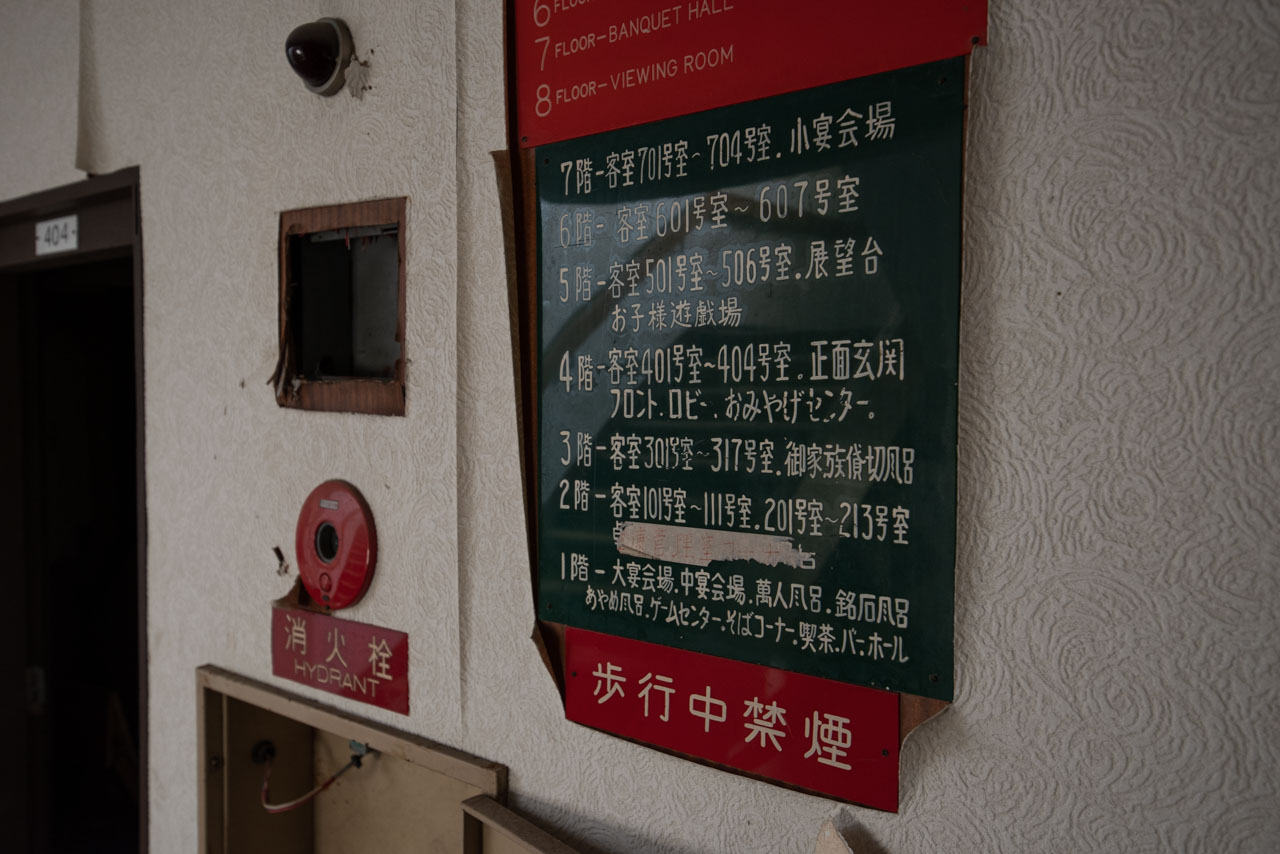 6 FLOOR
7 FLOOR-BANQUET HALL
8 FLOOR-VIEWING ROOM
7階-客室701号室~704号室.小宴会場
6階-客室601号室~607号室
5階-客室501号室~506号室.展望台
お子様遊戯場
4階-客室401号室~404号室。正面玄関
フロント.ロビー.おみやげセンター。
3階-客室301号室~317号室.御家族貸切風呂
2階-客室101号室~111号室.201号室~213号室
1階-大宴会場.中宴会場.萬人風呂.銘石風呂
あやめ風呂.ゲームセンター.そばコーナー.喫茶.バー.ホール
歩行中禁煙
-404-
消火栓
HYDRANT